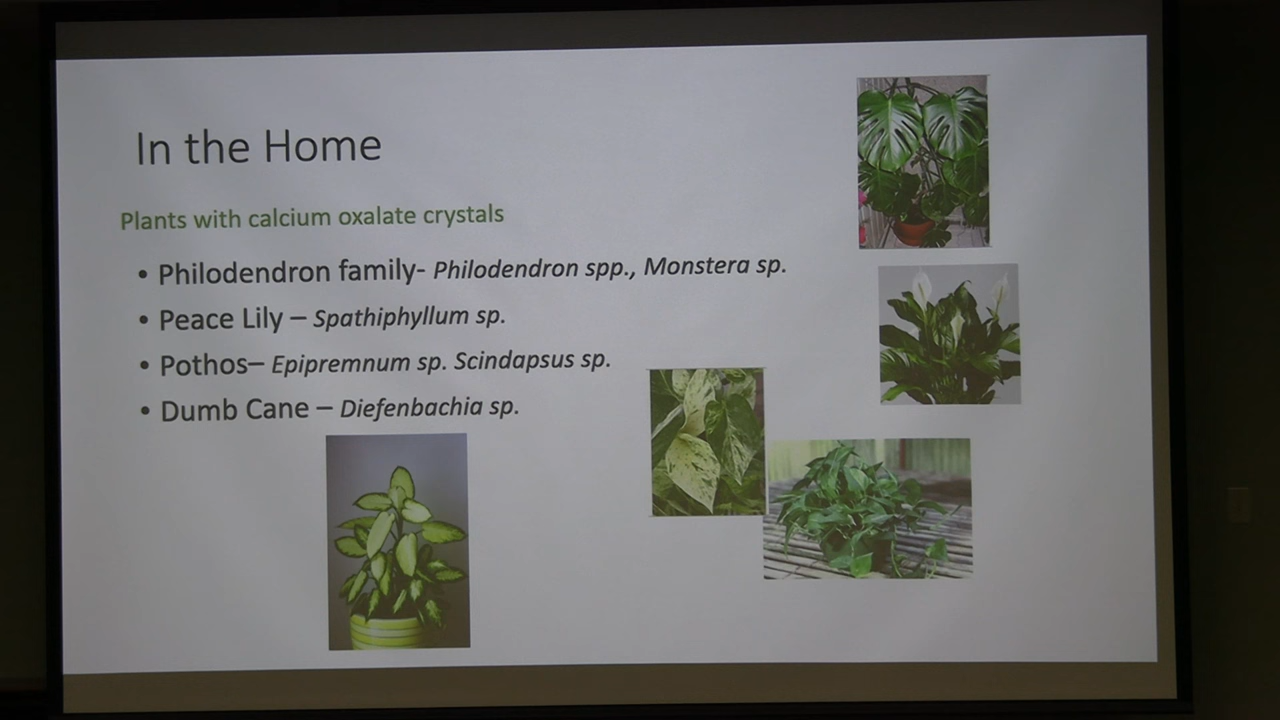 In the Home
Plants with calcium oxalate crystals
• Philodendron family- Philodendron spp., Monstera sp.
• Peace Lily – Spathiphyllum sp.
• Pothos– Epipremnum sp. Scindapsus sp.
• Dumb Cane – Diefenbachia sp.